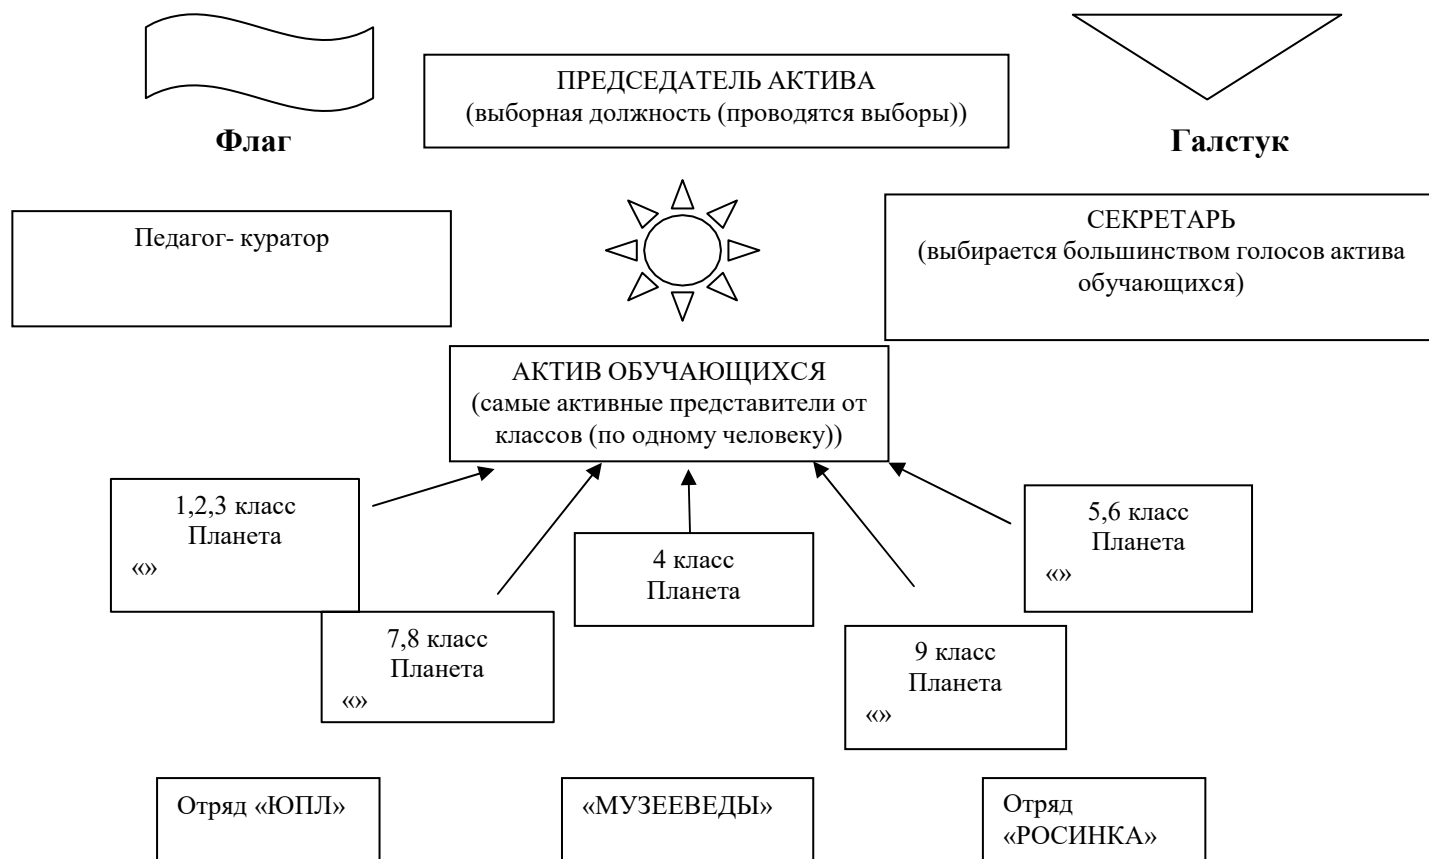 ПРЕДСЕДАТЕЛЬ АКТИВА
(выборная должность (проводятся выборы))
Флаг
Галстук
Педагог- куратор
СЕКРЕТАРЬ
(выбирается большинством голосов актива
обучающихся)
АКТИВ ОБУЧАЮЩИХСЯ
(самые активные представители от
классов (по одному человеку))
1,2,3 класс
Планета
«»
7,8 класс
Планета
«»
4 класс
Планета
9 класс
Планета
«»
5,6 класс
Планета
«»
Отряд «ЮПЛ»
«МУЗЕЕВЕДЫ»
Отряд
«РОСИНКА»